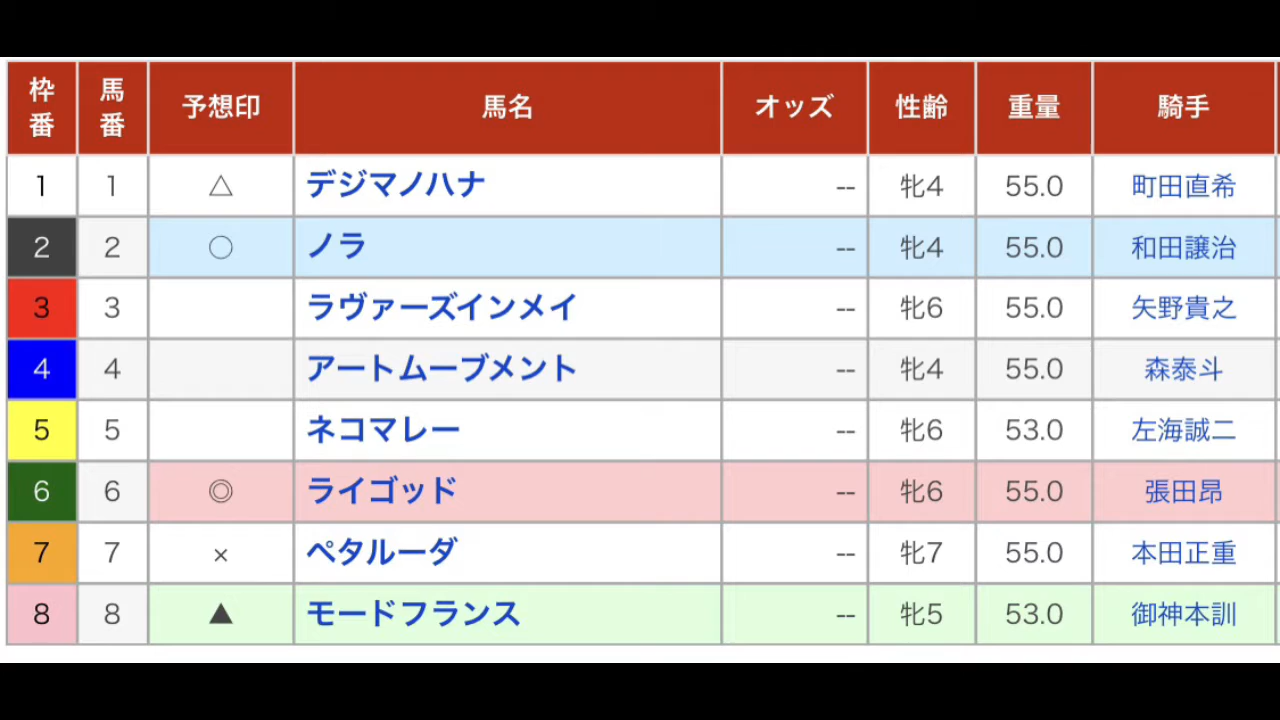 枠番 馬番 予想印 馬名 オッズ 性齢 重量 騎手
1 1 △ デジマノハナ -- 牝4 55.0 町田直希
2 2 ○ ノラ -- 牝4 55.0 和田譲治
3 3 ラヴァーズインメイ -- 牝6 55.0 矢野貴之
4 4 アートムーブメント -- 牝4 55.0 森泰斗
5 5 ネコマレー -- 牝6 53.0 左海誠二
6 6 ◎ ライゴッド -- 牝6 55.0 張田昂
7 7 × ペタルーダ -- 牝7 55.0 本田正重
8 8 ▲ モードフランス -- 牝5 53.0 御神本訓